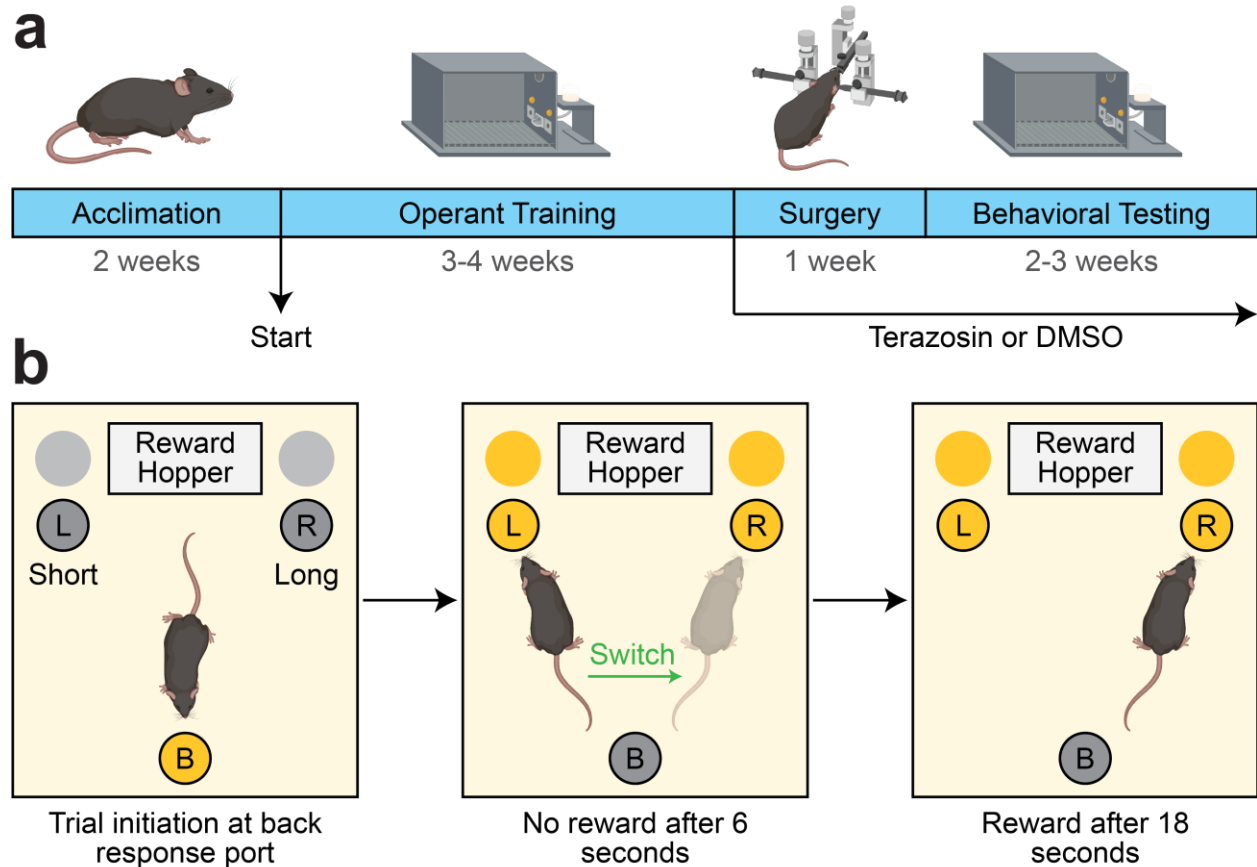 a
Acclimation
Operant Training
Surgery
Behavioral Testing
2 weeks
3-4 weeks
1 week
2-3 weeks
Start
Terazosin or DMSO
b
Reward
Hopper
L
R
Short
Long
B
Trial initiation at back
response port
Reward
Hopper
L
R
Switch
B
No reward after 6
seconds
Reward
Hopper
L
R
B
Reward after 18
seconds